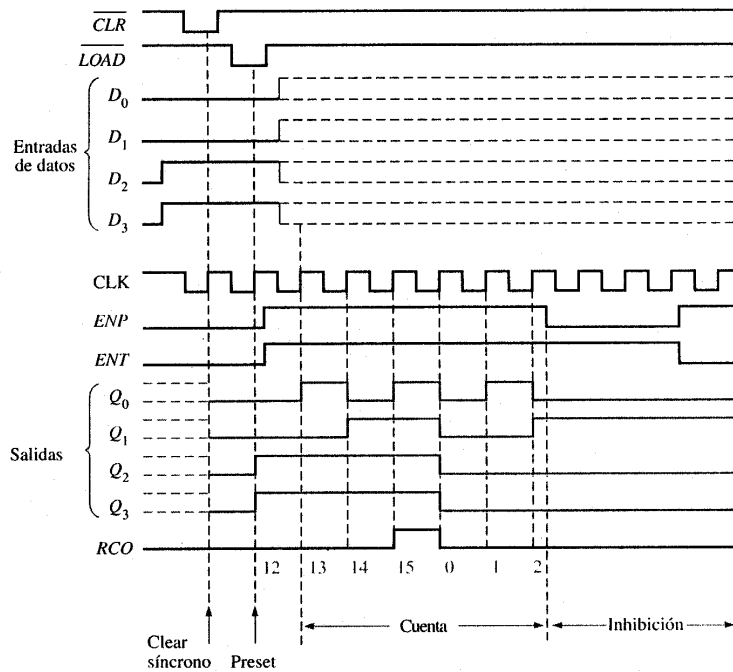 CLR
LOAD
D0
Entradas
de datos
D1
D2
D3
CLK
ENP
ENT
Q0
Salidas
Q1
Q2
Q3
RCO
12 13 14 15 0 1 2
Cuenta
Inhibición
Clear
síncrono
Preset